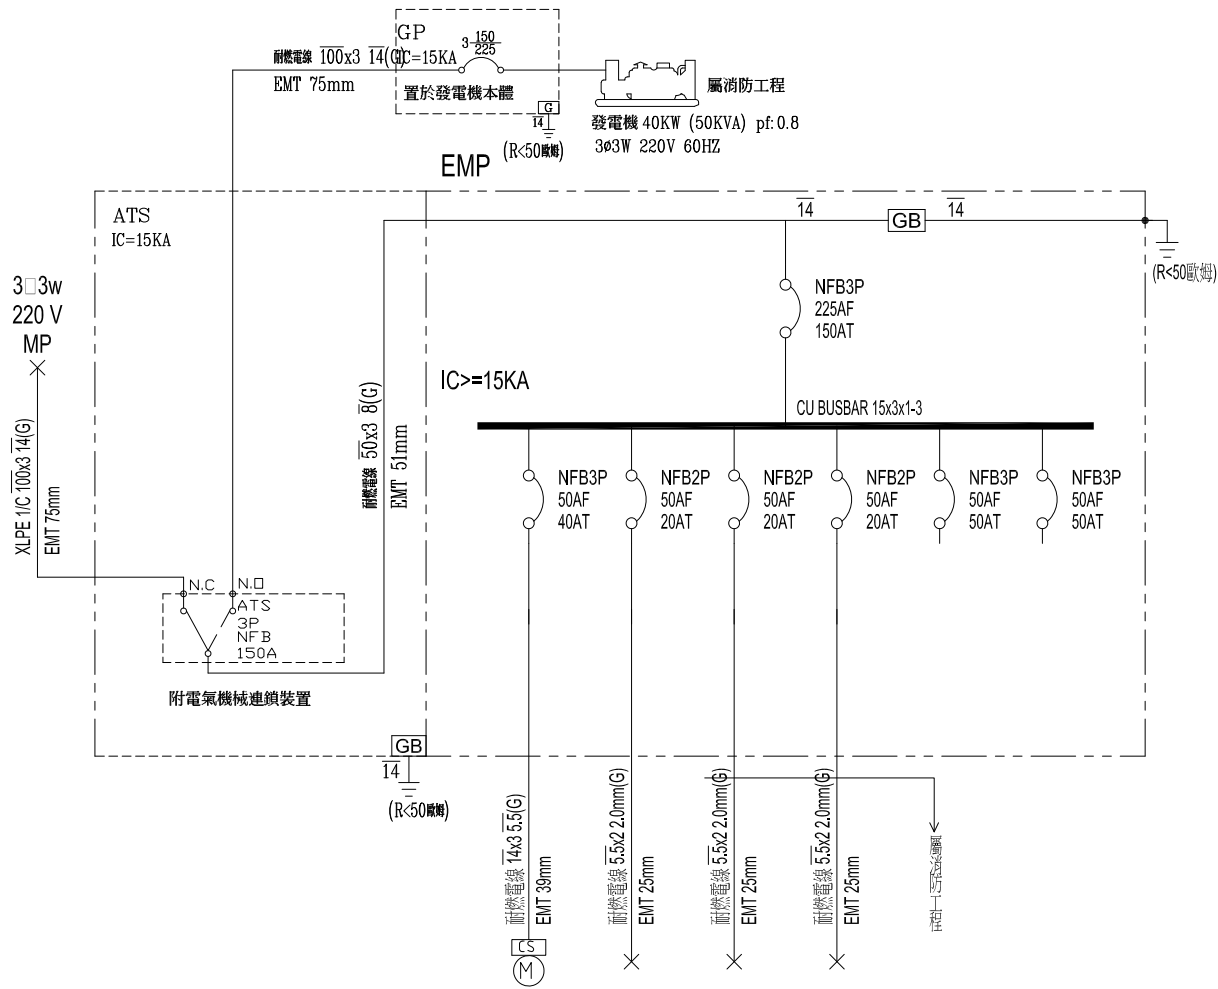 GP
IC=15KA
3 150
225
耐燃電線 100x3 14(G)
EMT 75mm
置於發電機本體
G
14
(R<50歐姆)
屬消防工程
發電機 40KW (50KVA) pf:0.8
3ø3W 220V 60HZ
EMP
ATS
IC=15KA
14
GB
14
(R<50歐姆)
3□3w
220 V
MP
XLPE 1/C 100x3 14(G)
EMT 75mm
NFB3P
225AF
150AT
IC>=15KA
CU BUSBAR 15x3x1-3
耐燃電線 50x3 8(G)
EMT 51mm
NFB3P
50AF
40AT
NFB2P
50AF
20AT
NFB2P
50AF
20AT
NFB2P
50AF
20AT
NFB3P
50AF
50AT
NFB3P
50AF
50AT
N.C
N.O
ATS
3P
NFB
150A
附電氣機械連鎖裝置
GB
14
(R<50歐姆)
耐燃電線 14x3 5.5(G)
EMT 39mm
耐燃電線 5.5x2 2.0mm(G)
EMT 25mm
耐燃電線 5.5x2 2.0mm(G)
EMT 25mm
耐燃電線 5.5x2 2.0mm(G)
EMT 25mm
屬消防工程
CS
M